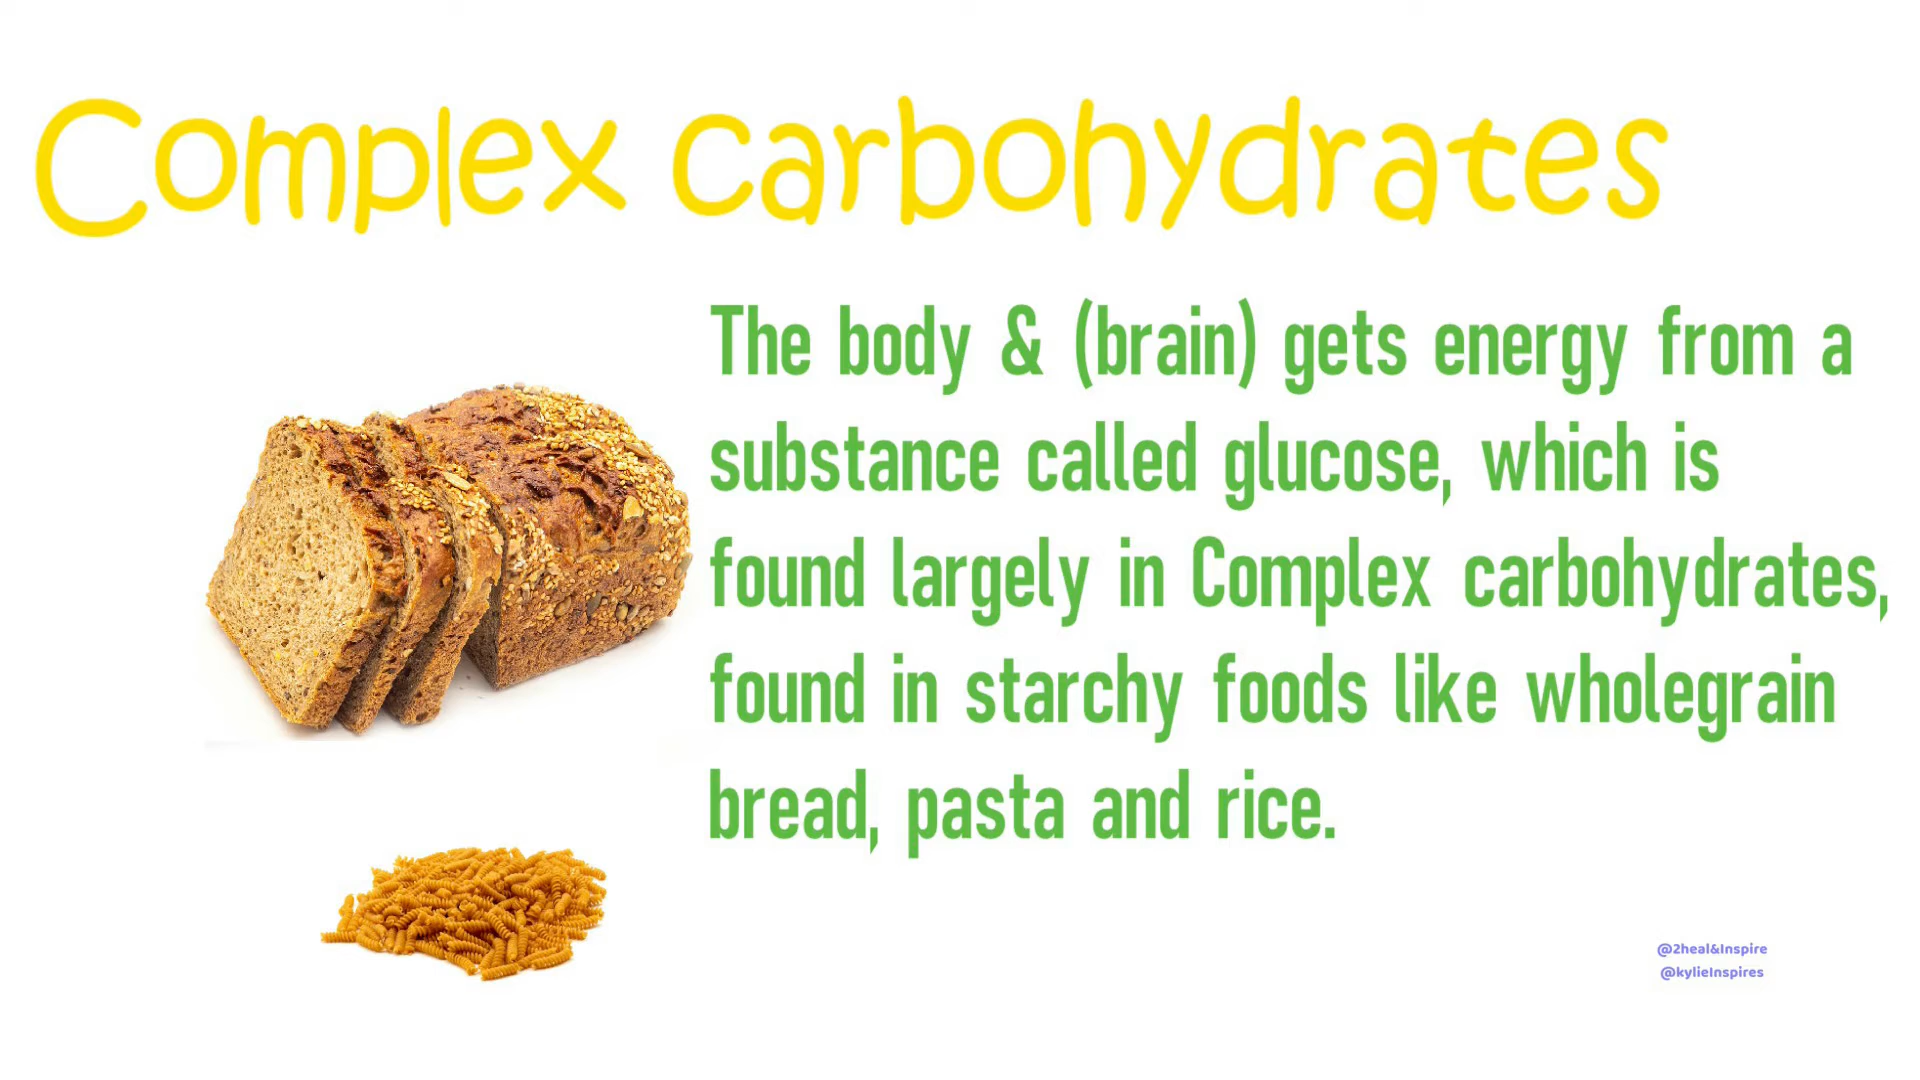 Complex carbohydrates
The body & (brain) gets energy from a
substance called glucose, which is
found largely in Complex carbohydrates,
found in starchy foods like wholegrain
bread, pasta and rice.
@2heal&Inspire
@kylieInspires